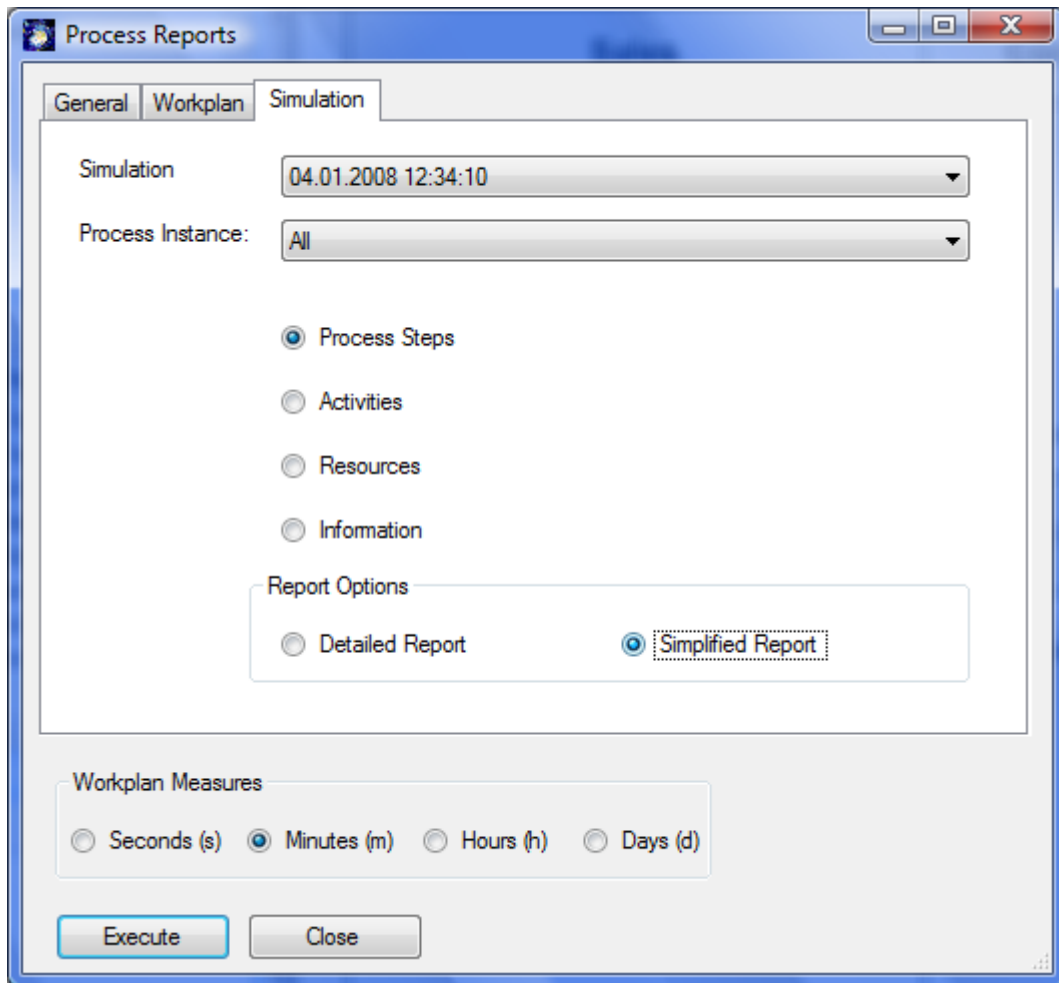 Process Reports
General Workplan Simulation
Simulation 04.01.2008 12:34:10
Process Instance: All
Process Steps
Activities
Resources
Information
Report Options
Detailed Report Simplified Report
Workplan Measures
Seconds (s) Minutes (m) Hours (h) Days (d)
Execute Close